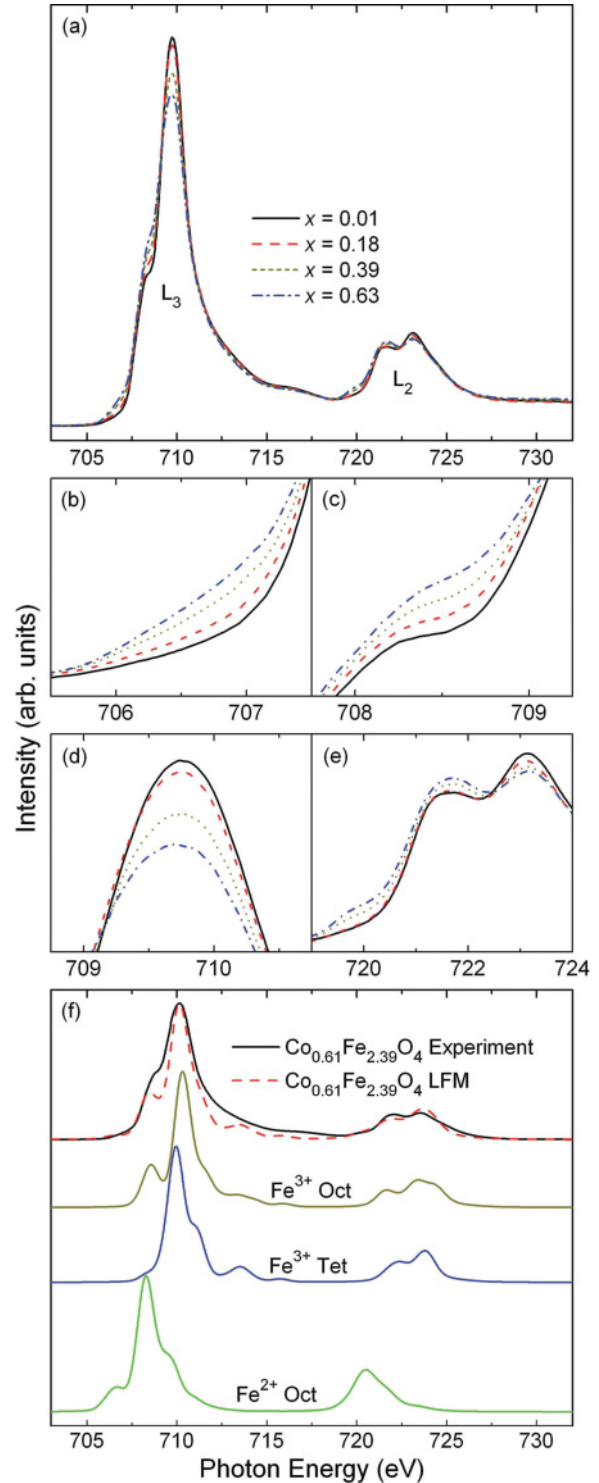 (a)
x = 0.01
x = 0.18
x = 0.39
x = 0.63
L3
L2
705 710 715 720 725 730
(b) (c)
706 707 708 709
(d) (e)
709 710 720 722 724
Intensity (arb. units)
(f)
Co0.61Fe2.39O4 Experiment
Co0.61Fe2.39O4 LFM
Fe3+ Oct
Fe3+ Tet
Fe2+ Oct
705 710 715 720 725 730
Photon Energy (eV)